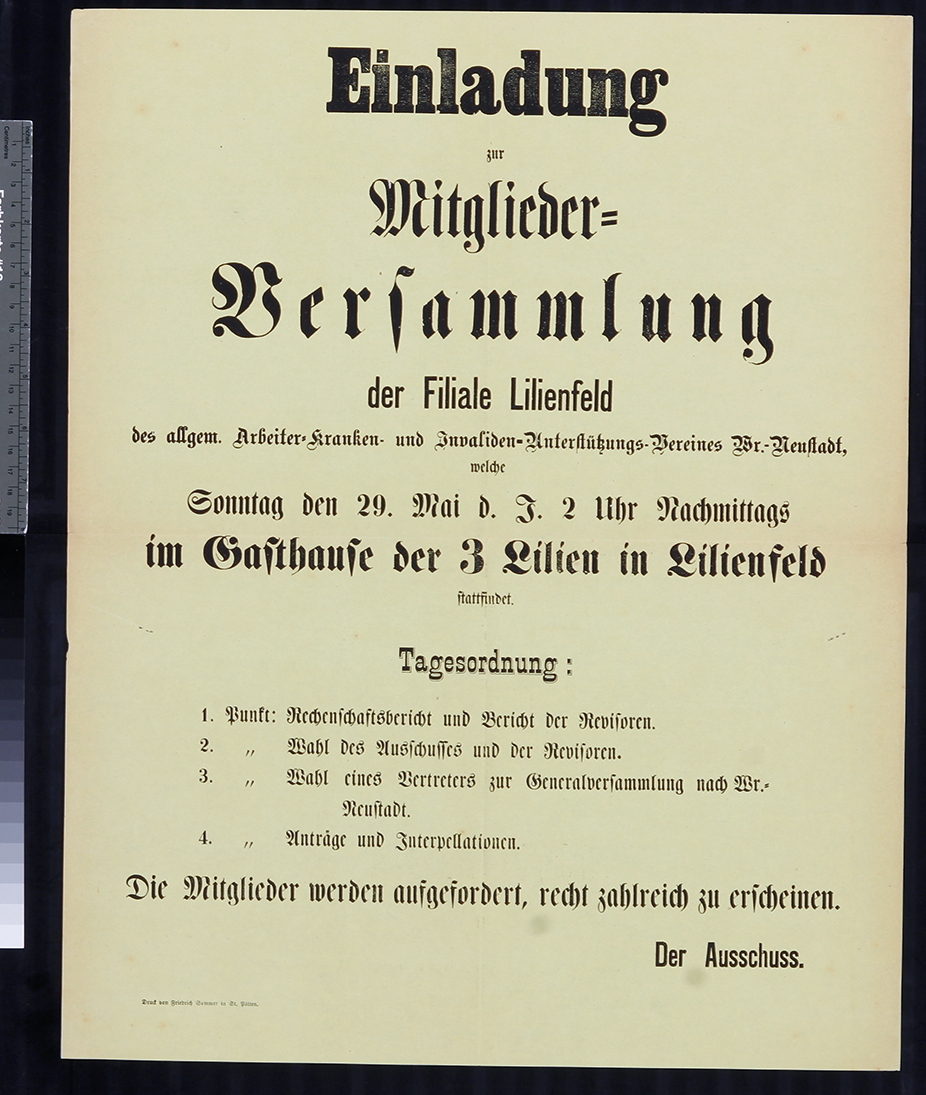 Einladung
zur
Mitglieder=
Versammlung
der Filiale Lilienfeld
des allgem. Arbeiter=Kranken- und Invaliden=Unterstützungs-Vereines Wr.-Neustadt,
welche
Sonntag den 29. Mai d. J. 2 Uhr Nachmittags
im Gasthause der 3 Lilien in Lilienfeld
stattfindet.
Tagesordnung :
1. Punkt: Rechenschaftsbericht und Bericht der Revisoren.
2. „ Wahl des Ausschusses und der Revisoren.
3. „ Wahl eines Vertreters zur Generalversammlung nach Wr.=
Neustadt.
4. „ Anträge und Interpellationen.
Die Mitglieder werden aufgefordert, recht zahlreich zu erscheinen.
Der Ausschuss.
Druck von Friedrich Sommer in St. Pölten.
Centimetres